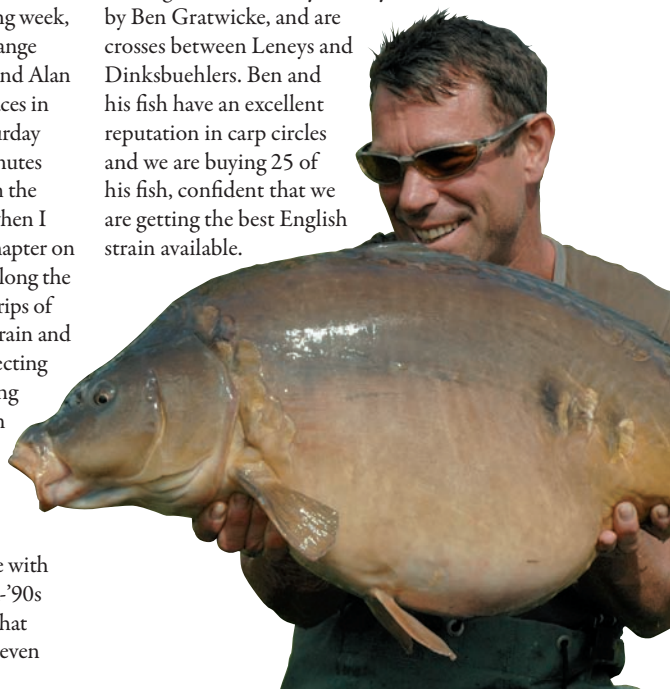 ng week,
ange
nd Alan
ces in
urday
nutes
n the
hen I
hapter on
long the
rips of
rain and
ecting
ng
n
e with
-’90s
hat
even
by Ben Gratwicke, and are
crosses between Leneys and
Dinksbuehlers. Ben and
his fish have an excellent
reputation in carp circles
and we are buying 25 of
his fish, confident that we
are getting the best English
strain available.